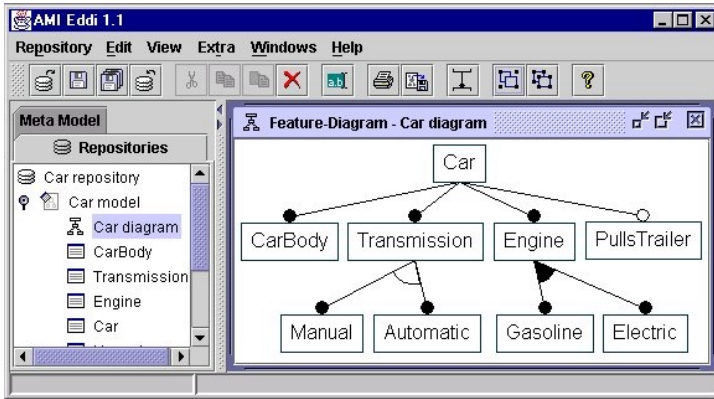 AMI Eddi 1.1
Repository Edit View Extra Windows Help
a.b.
Meta Model
Repositories
Car repository
Car model
Car diagram
CarBody
Transmission
Engine
Car
Feature-Diagram - Car diagram
Car
CarBody Transmission Engine PullsTrailer
Manual Automatic Gasoline Electric
?